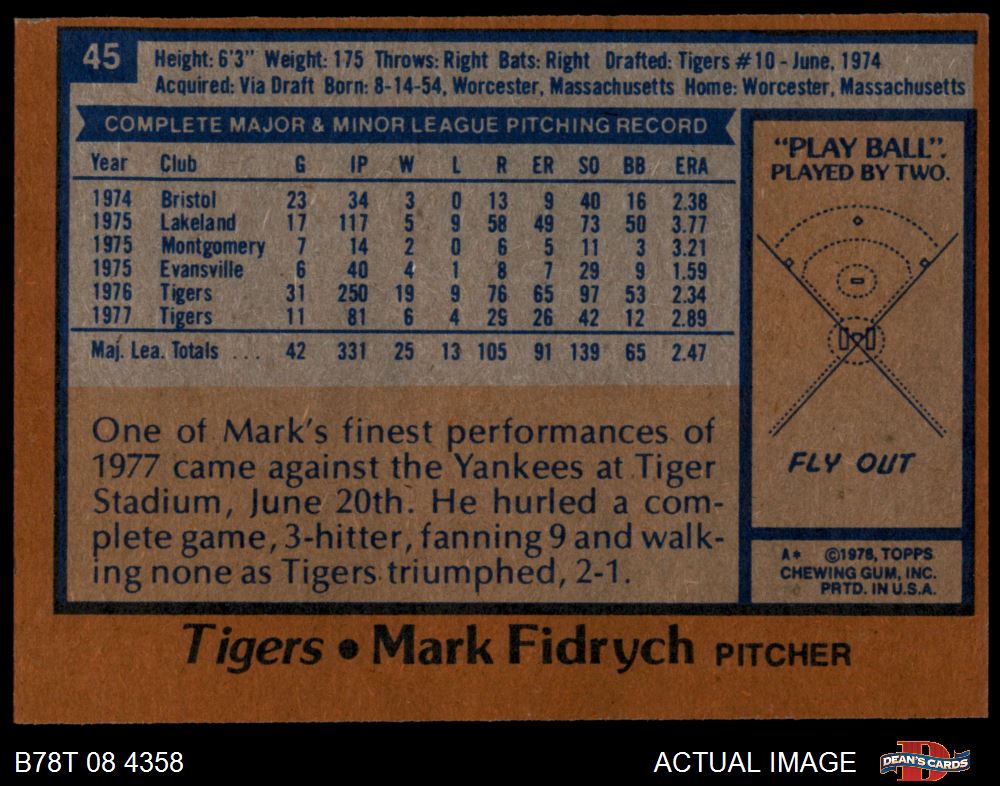 45
Height: 6'3" Weight: 175 Throws: Right Bats: Right Drafted: Tigers #10 - June, 1974
Acquired: Via Draft Born: 8-14-54, Worcester, Massachusetts Home: Worcester, Massachusetts
COMPLETE MAJOR & MINOR LEAGUE PITCHING RECORD
Year Club G IP W L R ER SO BB ERA
1974 Bristol 23 34 3 0 13 9 40 16 2.38
1975 Lakeland 17 117 5 9 58 49 73 50 3.77
1975 Montgomery 7 14 2 0 6 5 11 3 3.21
1975 Evansville 6 40 4 1 8 7 29 9 1.59
1976 Tigers 31 250 19 9 76 65 97 53 2.34
1977 Tigers 11 81 6 4 29 26 42 12 2.89
Maj. Lea. Totals ... 42 331 25 13 105 91 139 65 2.47
One of Mark's finest performances of
1977 came against the Yankees at Tiger
Stadium, June 20th. He hurled a com-
plete game, 3-hitter, fanning 9 and walk-
ing none as Tigers triumphed, 2-1.
"PLAY BALL".
PLAYED BY TWO.
FLY OUT
A* ©1978, TOPPS
CHEWING GUM, INC.
PRTD. IN U.S.A.
Tigers • Mark Fidrych PITCHER
B78T 08 4358
ACTUAL IMAGE
DEAN'S CARDS